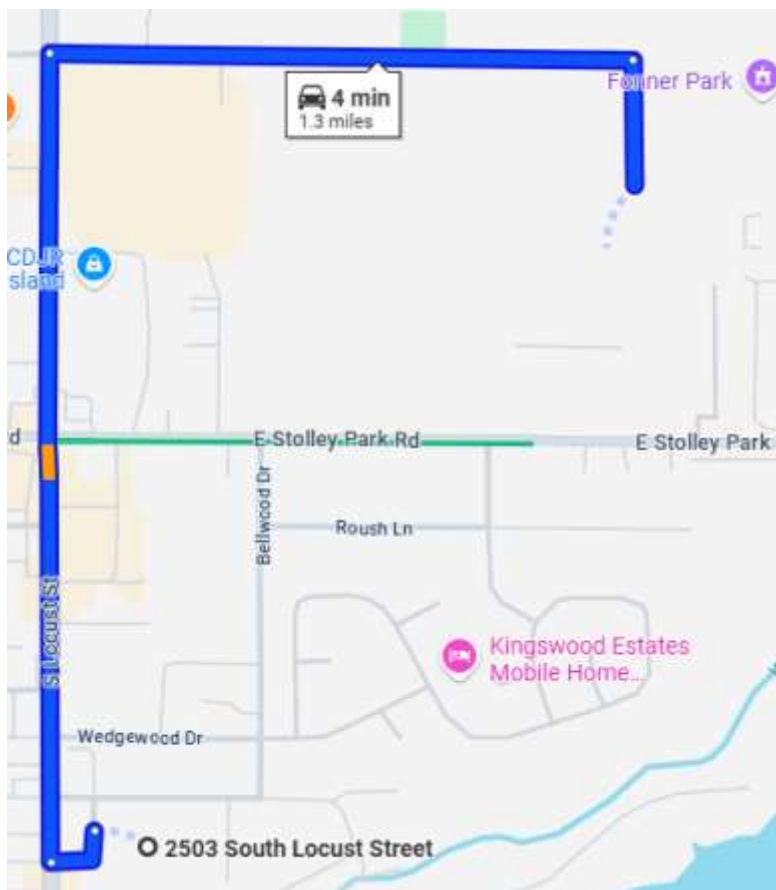 Fonner Park
4 min
1.3 miles
CDJR
sland
d
E Stolley Park Rd
E Stolley Park
Bellwood Dr
Roush Ln
S Locust St
Kingswood Estates
Mobile Home...
Wedgewood Dr
2503 South Locust Street